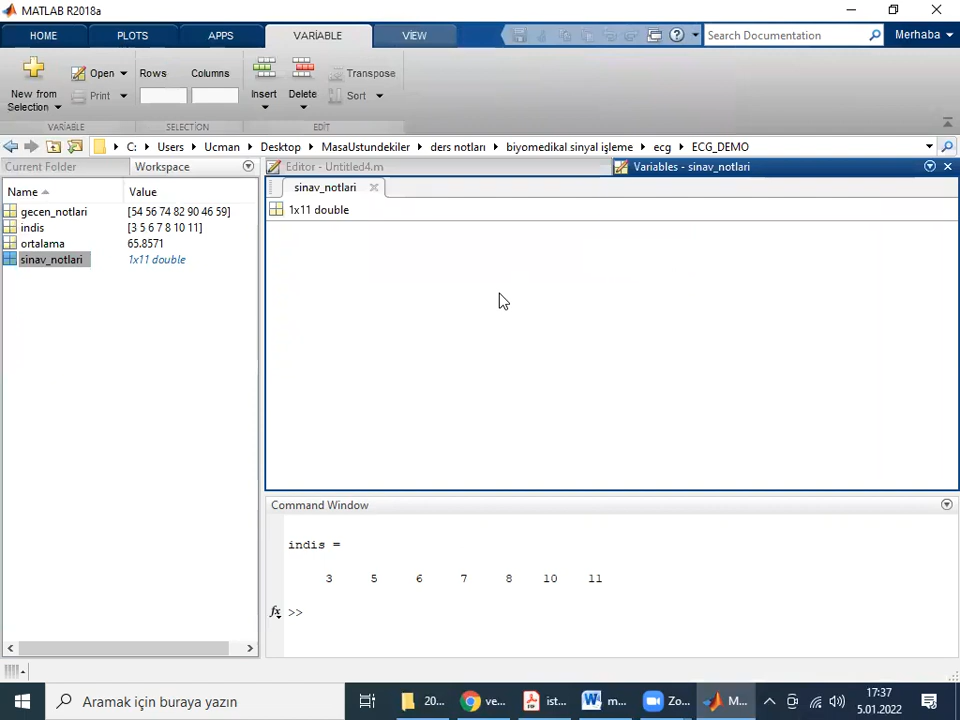 MATLAB R2018a
HOME PLOTS APPS VARIABLE VIEW
Search Documentation
Merhaba
New from
Selection
Open
Print
Rows
Columns
Insert
Delete
Transpose
Sort
VARIABLE
SELECTION
EDIT
C: Users Ucman Desktop MasaUstundekiler ders notları biyomedikal sinyal işleme ecg ECG_DEMO
Current Folder
Workspace
Name Value
gecen_notlari [54 56 74 82 90 46 59]
indis [3 5 6 7 8 10 11]
ortalama 65.8571
sinav_notlari 1x11 double
Editor - Untitled4.m
Variables - sinav_notlari
sinav_notlari
1x11 double
Command Window
indis =
3 5 6 7 8 10 11
fx >>
Aramak için buraya yazın
20...
ve...
ist...
m...
Zo...
M...
17:37
5.01.2022